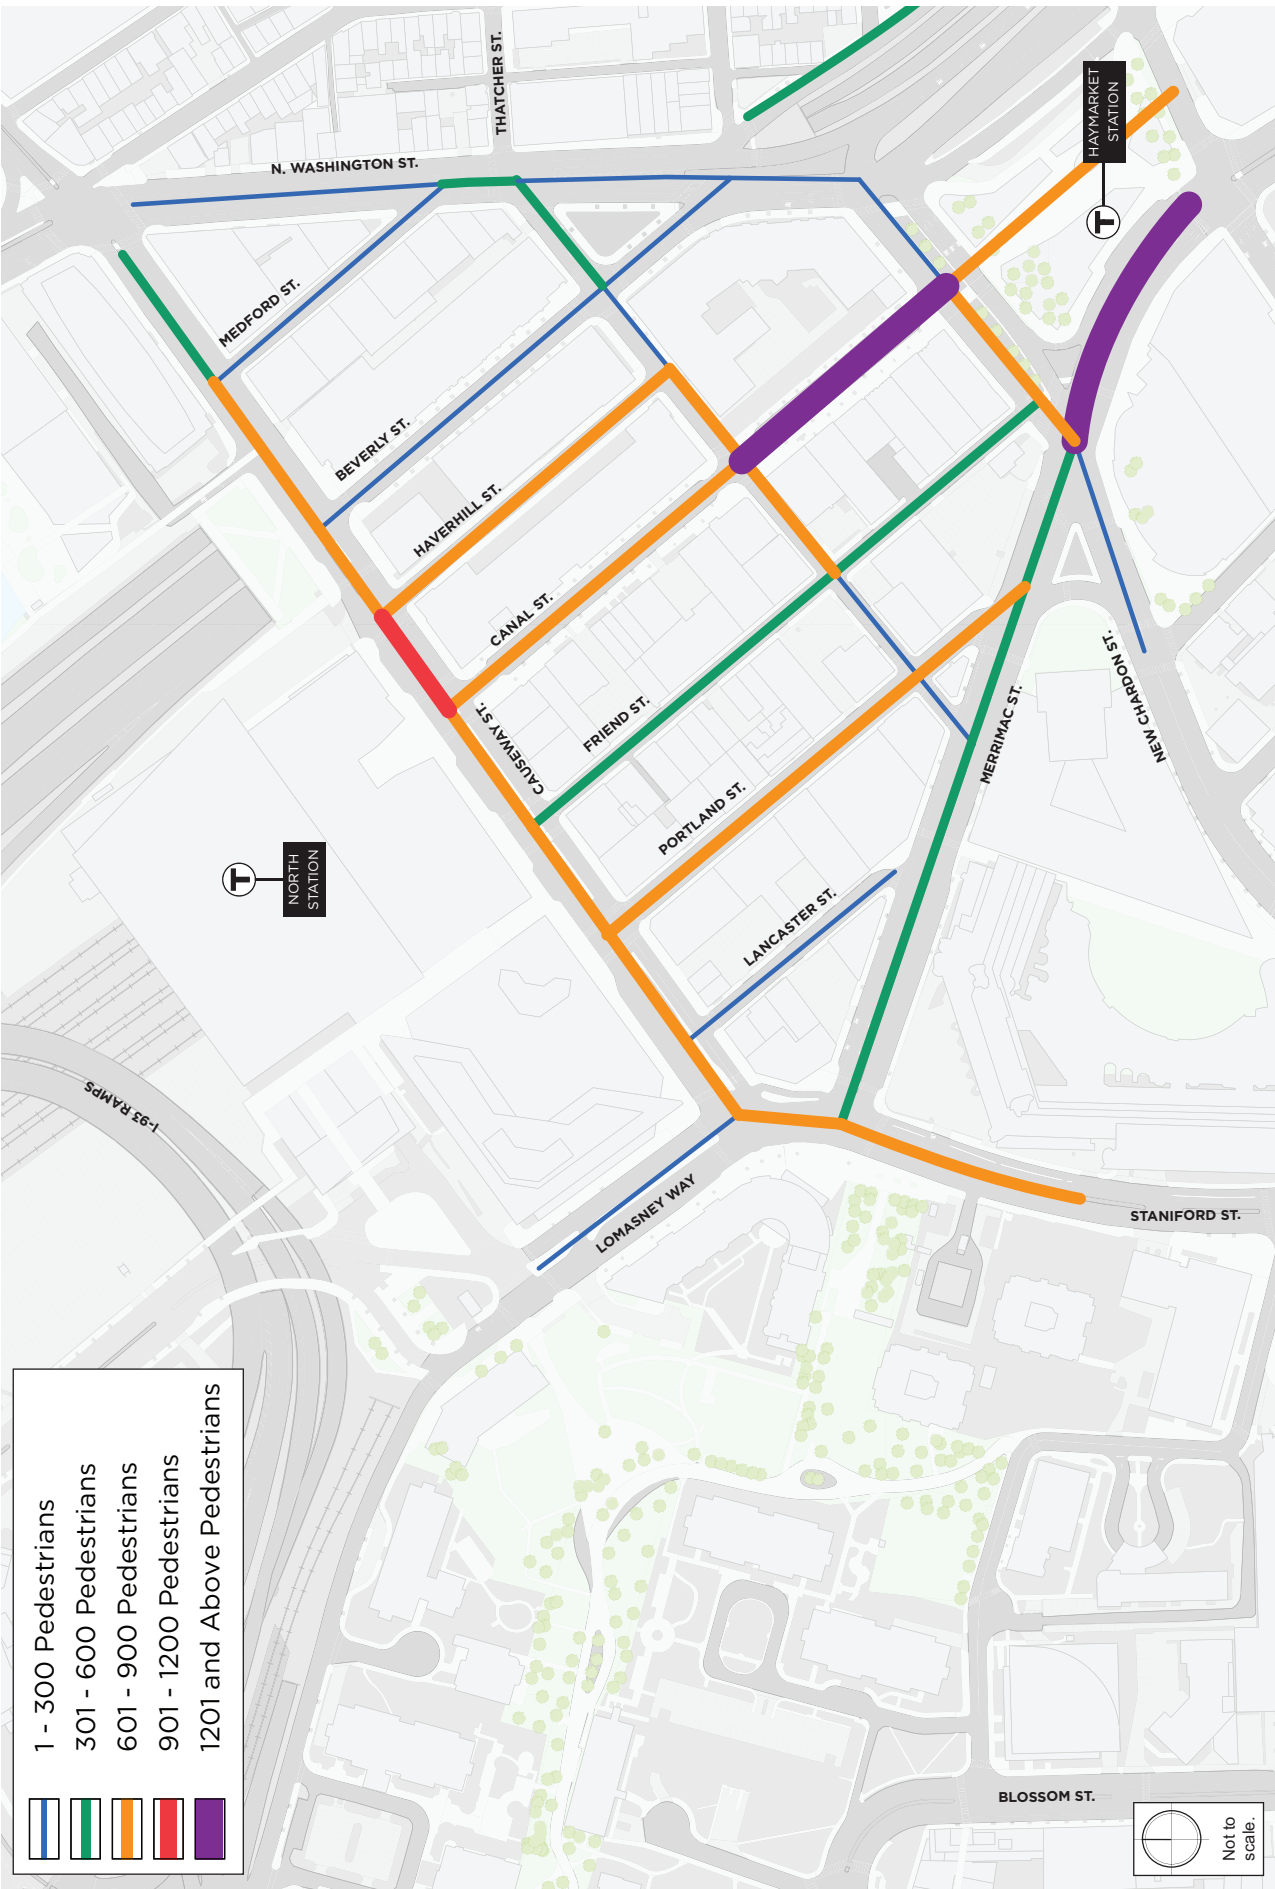 1 - 300 Pedestrians
301 - 600 Pedestrians
601 - 900 Pedestrians
901 - 1200 Pedestrians
1201 and Above Pedestrians
THATCHER ST.
N. WASHINGTON ST.
HAYMARKET
STATION
T
MEDFORD ST.
BEVERLY ST.
HAVERHILL ST.
CANAL ST.
CAUSEWAY ST.
FRIEND ST.
PORTLAND ST.
LANCASTER ST.
MERRIMAC ST.
NEW CHARDON ST.
T
NORTH
STATION
I-93 RAMPS
LOMASNEY WAY
STANIFORD ST.
BLOSSOM ST.
Not to
scale.